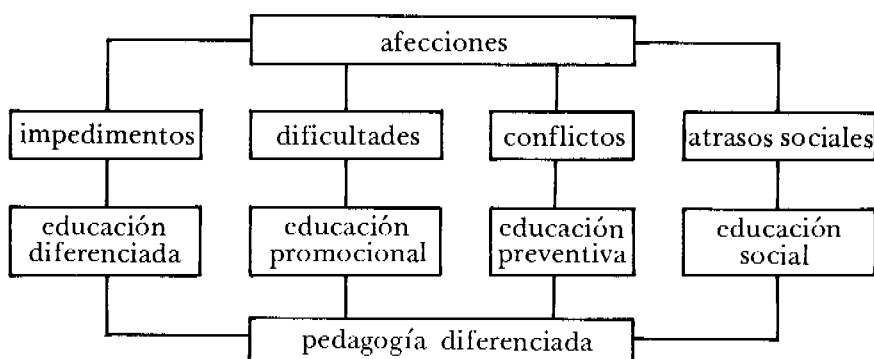 afecciones
impedimentos
dificultades
conflictos
atrasos sociales
educación
diferenciada
educación
promocional
educación
preventiva
educación
social
pedagogía diferenciada